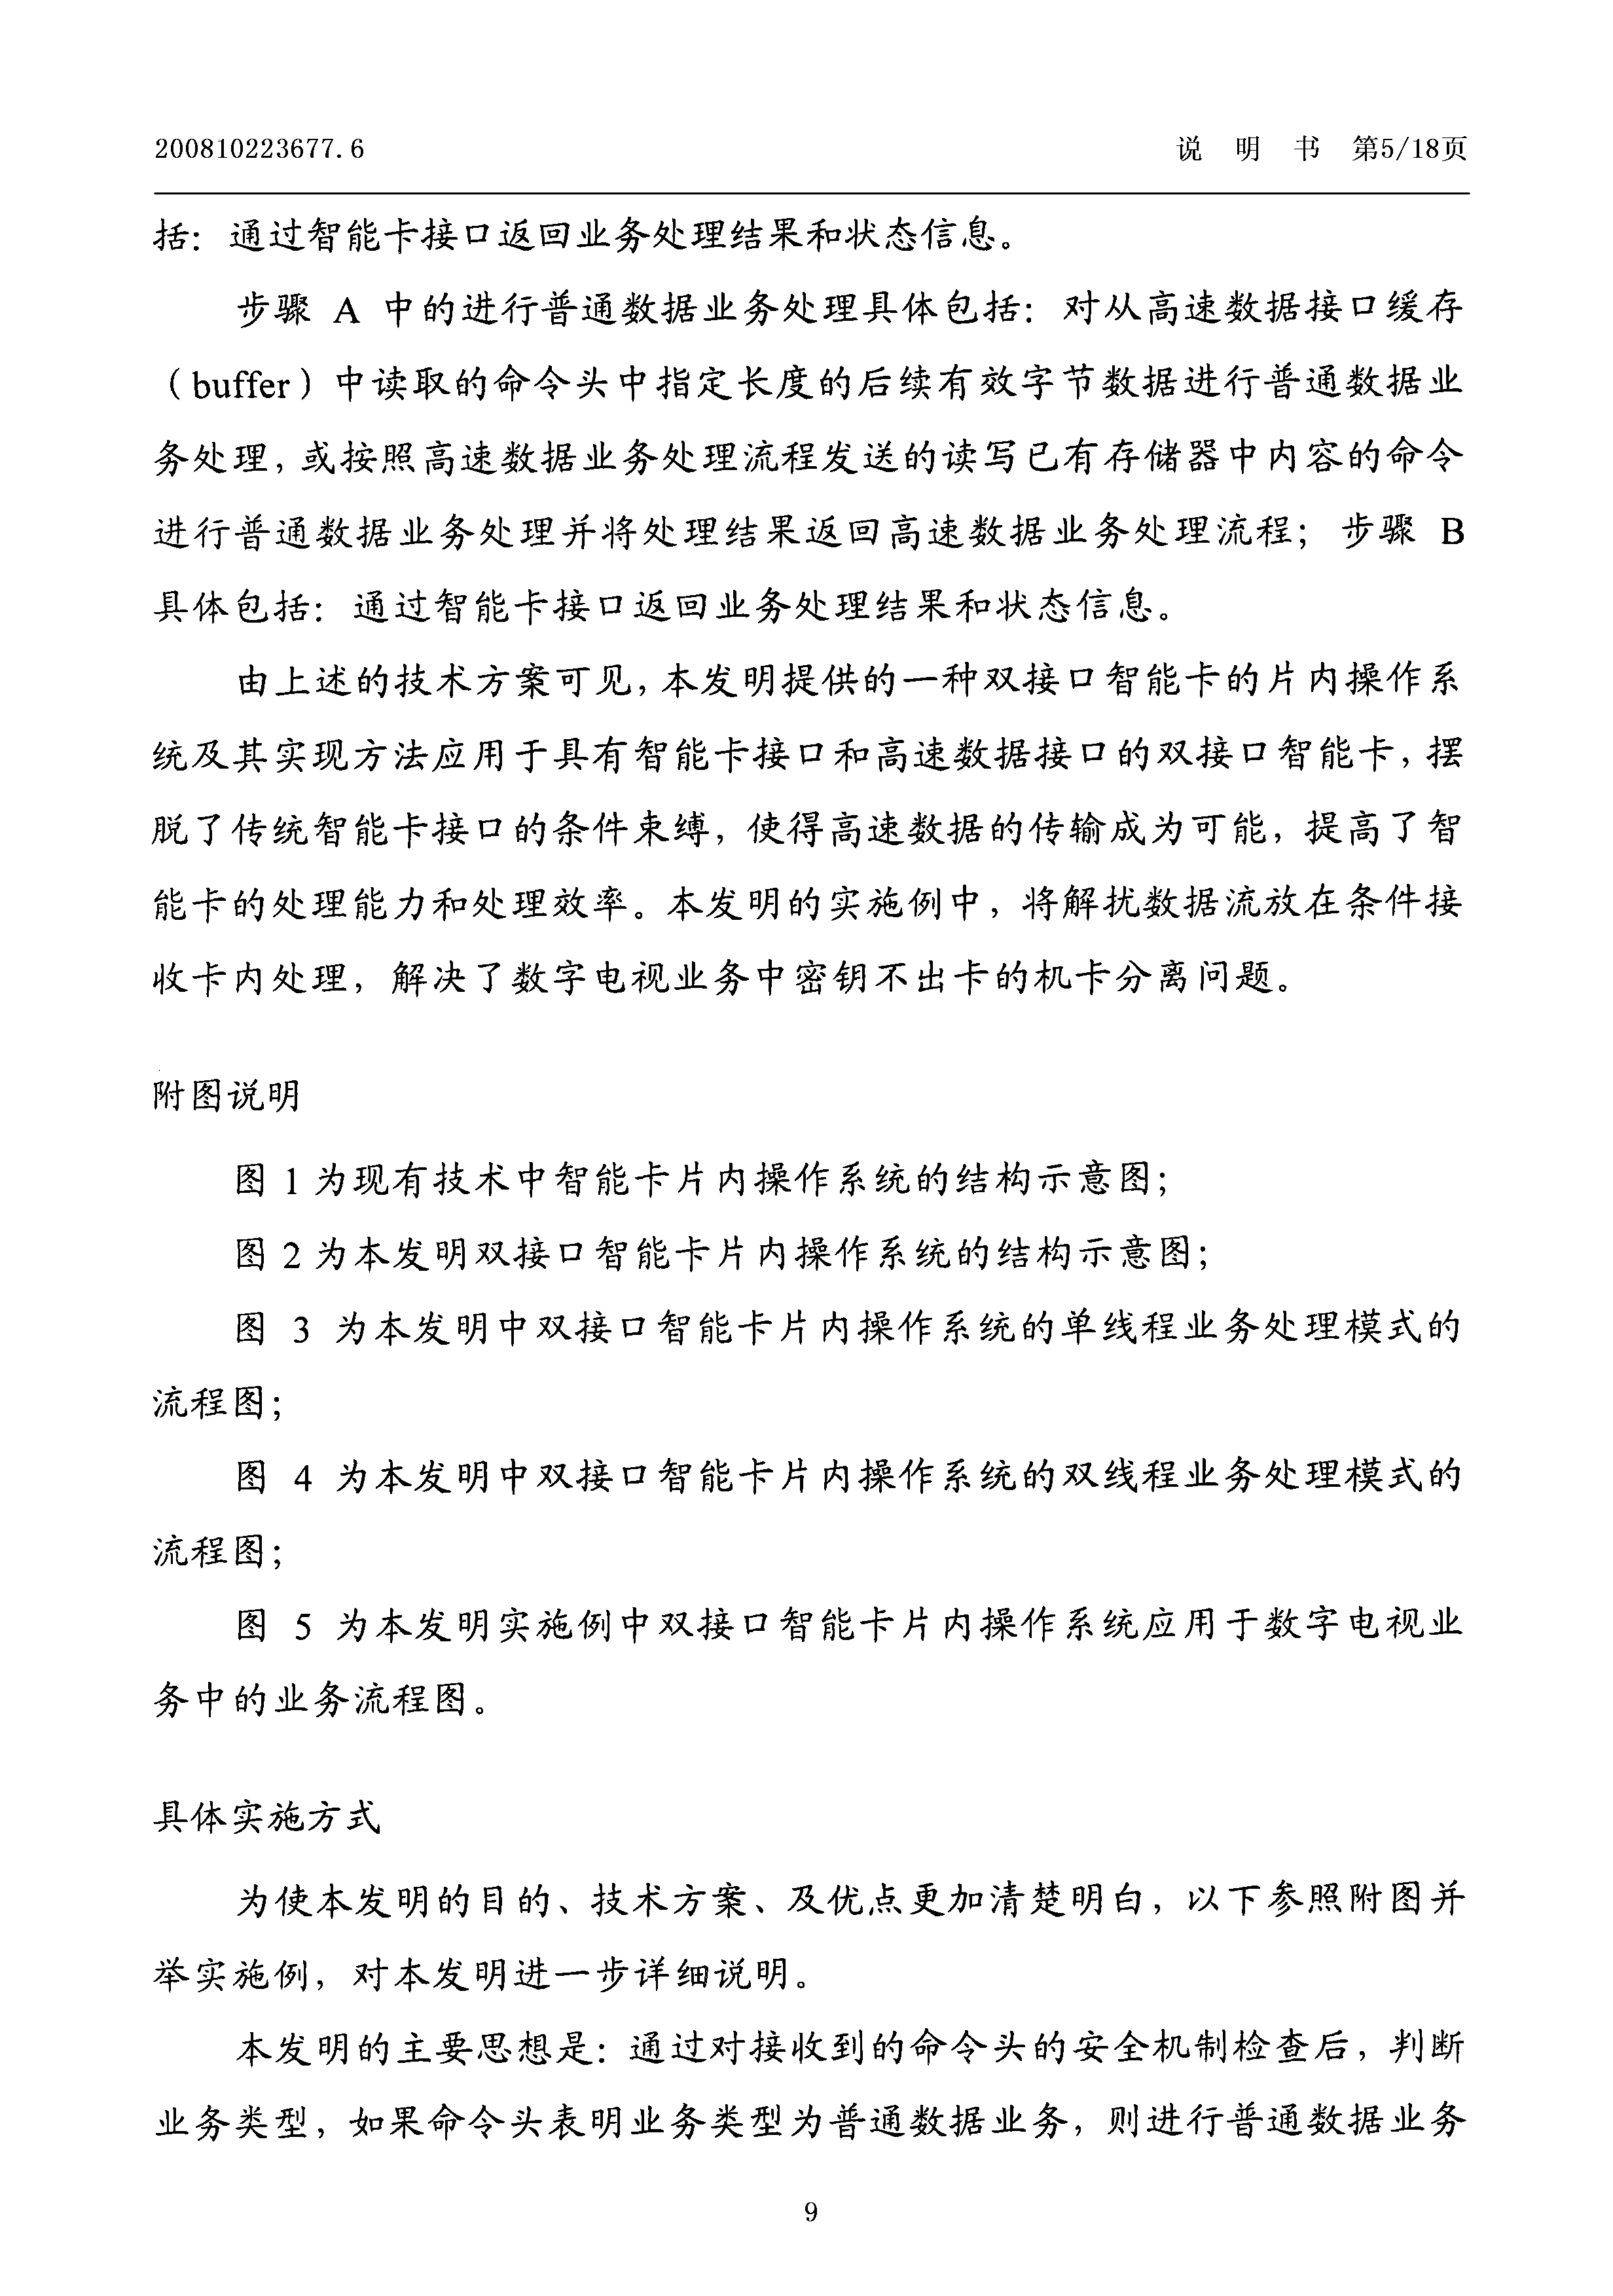 200810223677.6 说 明 书 第5/18页
括：通过智能卡接口返回业务处理结果和状态信息。
步骤 A 中的进行普通数据业务处理具体包括：对从高速数据接口缓存
（buffer）中读取的命令头中指定长度的后续有效字节数据进行普通数据业
务处理，或按照高速数据业务处理流程发送的读写已有存储器中内容的命令
进行普通数据业务处理并将处理结果返回高速数据业务处理流程；步骤 B
具体包括：通过智能卡接口返回业务处理结果和状态信息。
由上述的技术方案可见，本发明提供的一种双接口智能卡的片内操作系
统及其实现方法应用于具有智能卡接口和高速数据接口的双接口智能卡，摆
脱了传统智能卡接口的条件束缚，使得高速数据的传输成为可能，提高了智
能卡的处理能力和处理效率。本发明的实施例中，将解扰数据流放在条件接
收卡内处理，解决了数字电视业务中密钥不出卡的机卡分离问题。
附图说明
图 1 为现有技术中智能卡片内操作系统的结构示意图；
图 2 为本发明双接口智能卡片内操作系统的结构示意图；
图 3 为本发明中双接口智能卡片内操作系统的单线程业务处理模式的
流程图；
图 4 为本发明中双接口智能卡片内操作系统的双线程业务处理模式的
流程图；
图 5 为本发明实施例中双接口智能卡片内操作系统应用于数字电视业
务中的业务流程图。
具体实施方式
为使本发明的目的、技术方案、及优点更加清楚明白，以下参照附图并
举实施例，对本发明进一步详细说明。
本发明的主要思想是：通过对接收到的命令头的安全机制检查后，判断
业务类型，如果命令头表明业务类型为普通数据业务，则进行普通数据业务
9